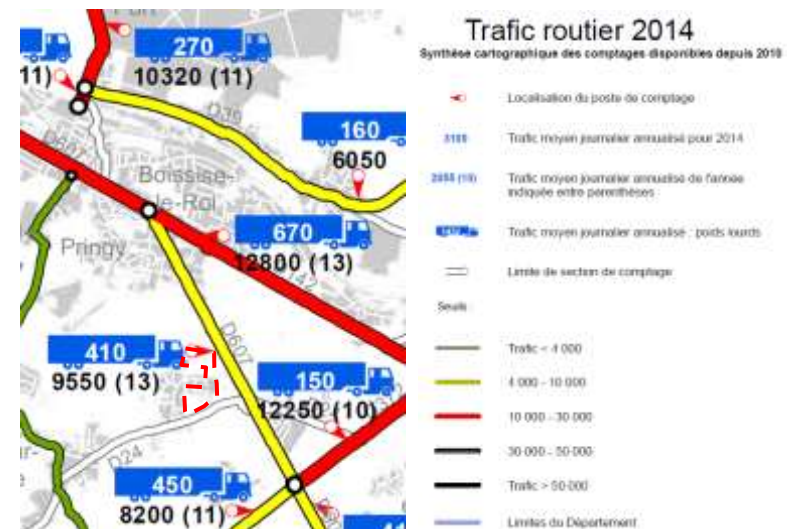 270
10320 (11)
11)
D39
160
6050
D607
Boissise-
le-Roi
670
12800 (13)
Pringy
D142
410
9550 (13)
D607
150
12250 (10)
D24
450
8200 (11)
Trafic routier 2014
Synthèse cartographique des comptages disponibles depuis 2010
Localisation du poste de comptage
Trafic moyen journalier annualisé pour 2014
Trafic moyen journalier annualisé de l'année
indiquée entre parenthèses
Trafic moyen journalier annualisé : poids lourds
Limite de section de comptage
Seuils
Trafic < 4 000
4 000 - 10 000
10 000 - 30 000
30 000 - 50 000
Trafic > 50 000
Limites du Département